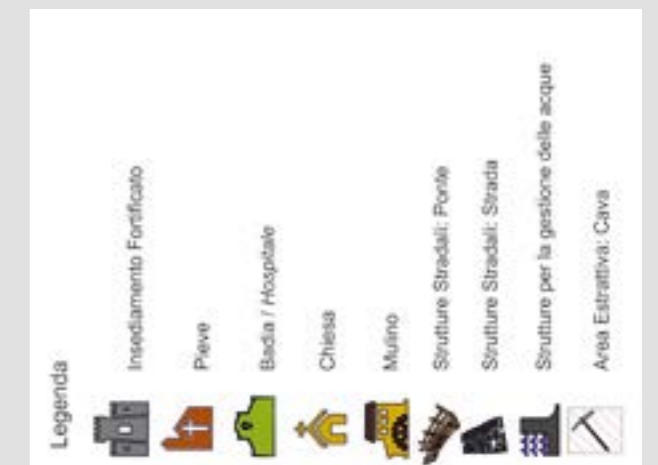 Legenda
Insediamento Fortificato
Pieve
Badia / Hospitale
Chiesa
Mulino
Strutture Stradali: Ponte
Strutture Stradali: Strada
Strutture per la gestione delle acque
Area Estrattiva: Cava